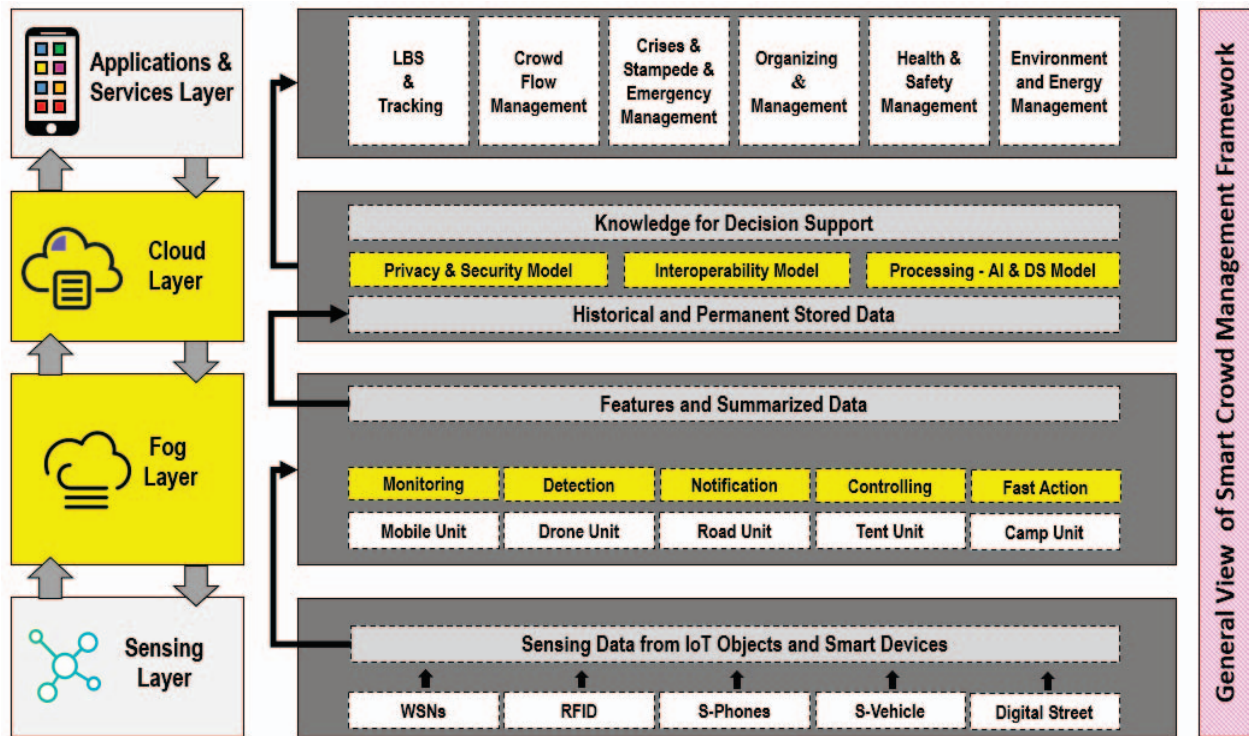 Applications &
Services Layer
LBS
&
Tracking
Crowd
Flow
Management
Crises &
Stampede &
Emergency
Management
Organizing
&
Management
Health &
Safety
Management
Environment
and Energy
Management
Cloud
Layer
Knowledge for Decision Support
Privacy & Security Model
Interoperability Model
Processing - AI & DS Model
Historical and Permanent Stored Data
Fog
Layer
Features and Summarized Data
Monitoring
Detection
Notification
Controlling
Fast Action
Mobile Unit
Drone Unit
Road Unit
Tent Unit
Camp Unit
Sensing
Layer
Sensing Data from IoT Objects and Smart Devices
WSNs
RFID
S-Phones
S-Vehicle
Digital Street
General View of Smart Crowd Management Framework